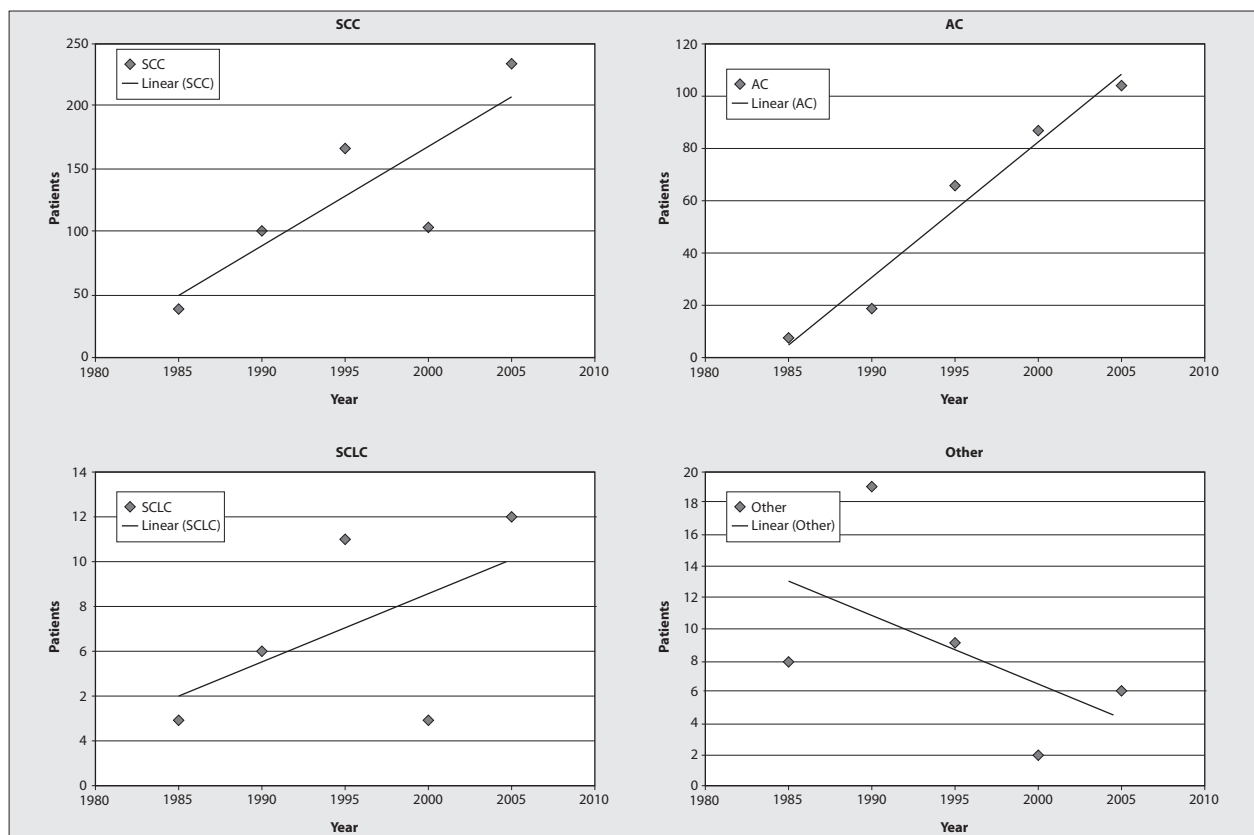 SCC
250
200
150
100
50
0
Patients
SCC
Linear (SCC)
1980 1985 1990 1995 2000 2005 2010
Year
AC
120
100
80
60
40
20
0
Patients
AC
Linear (AC)
1980 1985 1990 1995 2000 2005 2010
Year
SCLC
14
12
10
8
6
2
4
0
Patients
SCLC
Linear (SCLC)
1980 1985 1990 1995 2000 2005 2010
Year
Other
20
18
16
14
12
10
8
6
4
2
0
Patients
Other
Linear (Other)
1980 1985 1990 1995 2000 2005 2010
Year